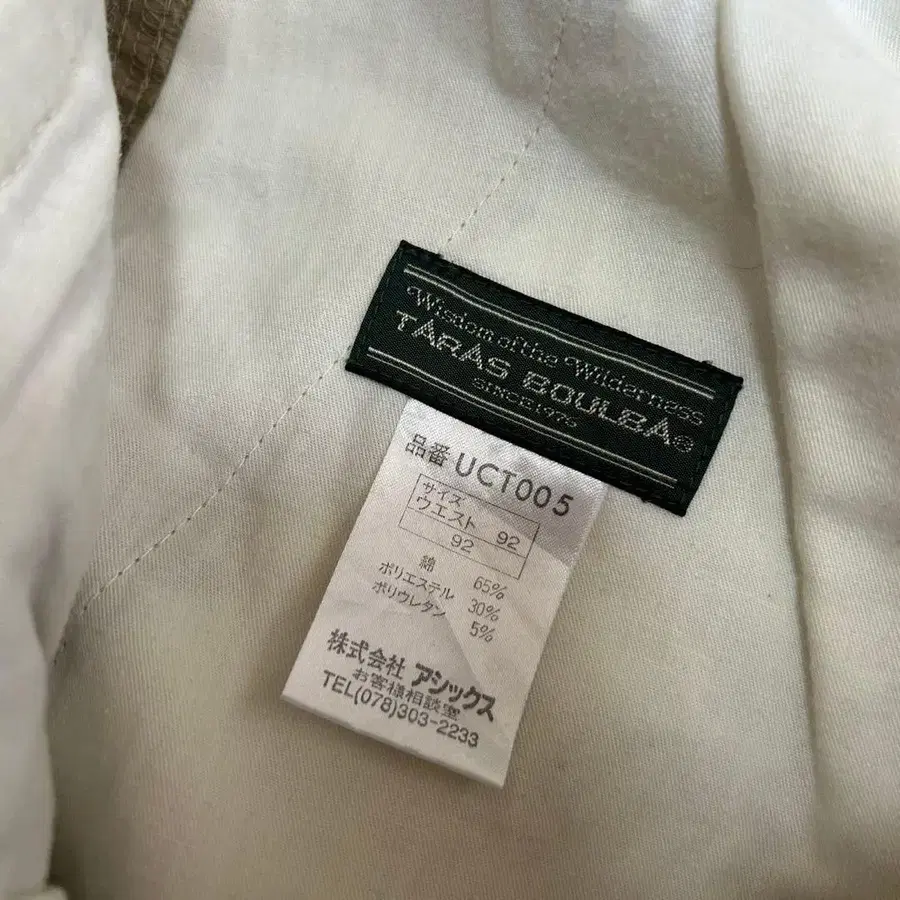 Wisdom of the Wilderness
TARAS BOULBA®
SINCE1976
品番 UCT005
サイズ
ウエスト 92
92
綿 65%
ポリエステル 30%
ポリウレタン 5%
株式会社 アシックス
お客様相談室
TEL(078)303-2233